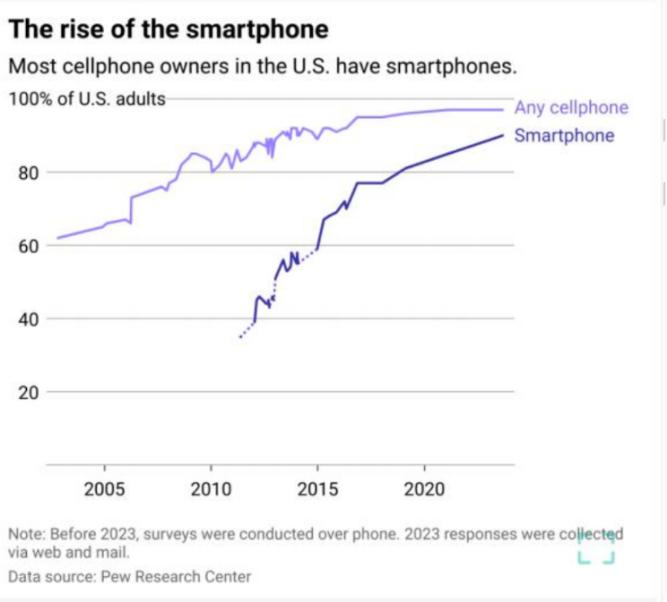 The rise of the smartphone
Most cellphone owners in the U.S. have smartphones.
100% of U.S. adults
Any cellphone
Smartphone
80
60
40
20
2005 2010 2015 2020
Note: Before 2023, surveys were conducted over phone. 2023 responses were collected
via web and mail.
Data source: Pew Research Center